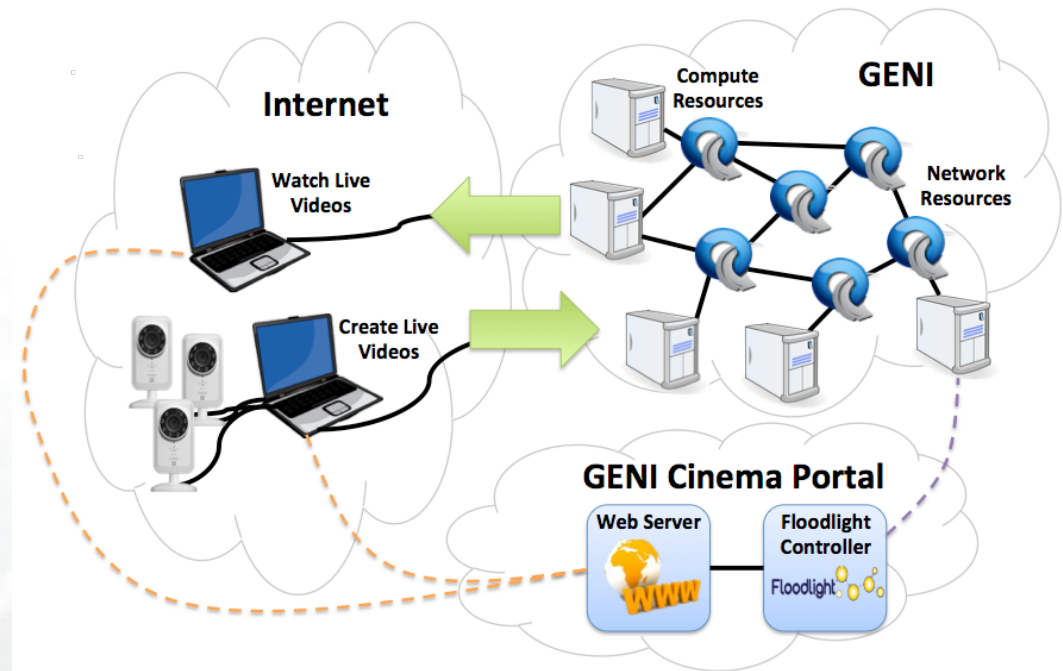 Internet
GENI
Compute
Resources
Network
Resources
Watch Live
Videos
Create Live
Videos
GENI Cinema Portal
Web Server
WWW
Floodlight
Controller
Floodlight